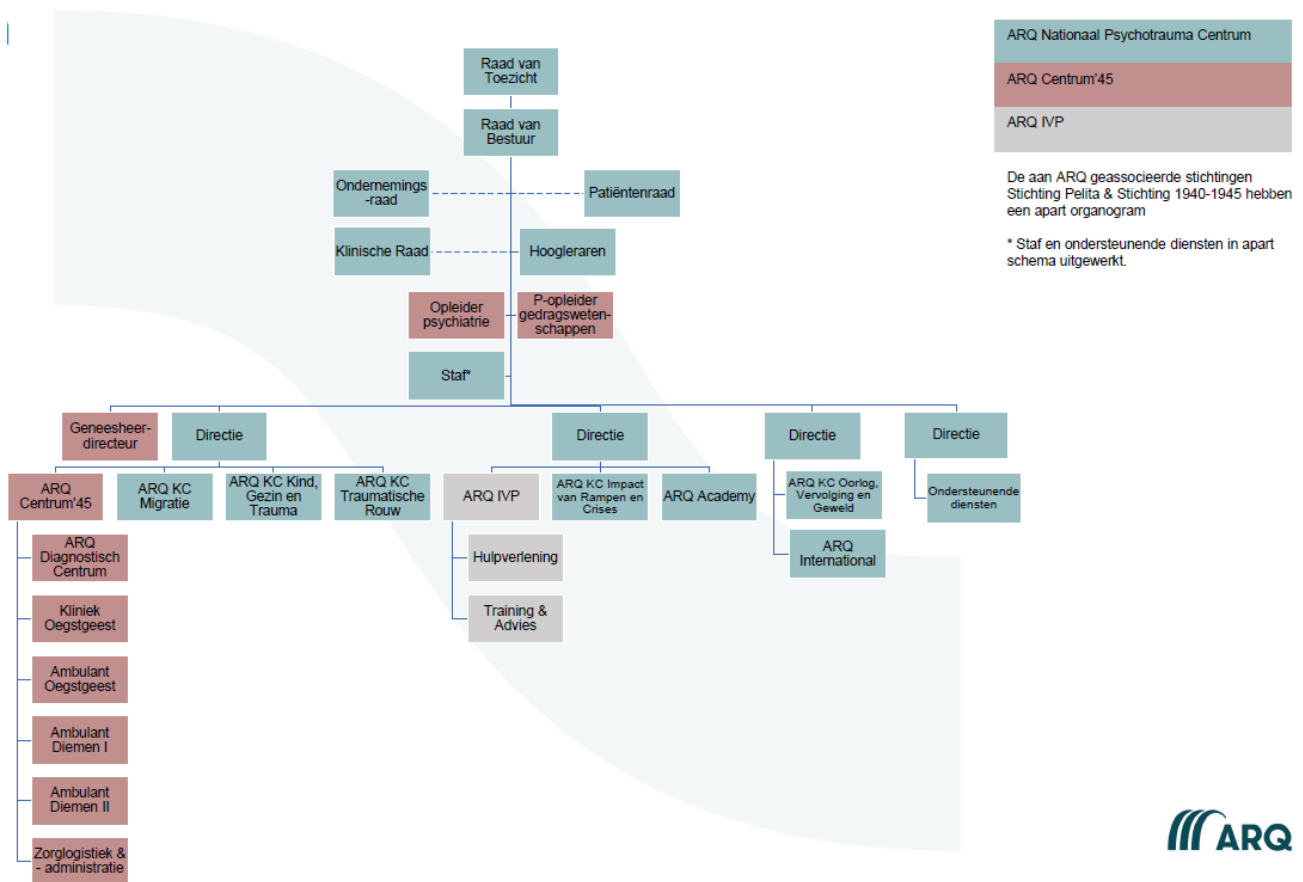 Raad van
Toezicht
Raad van
Bestuur
Ondernemings
-raad
Patiëntenraad
Klinische Raad
Hoogleraren
Opleider
psychiatrie
P-opleider
gedragsweten-
schappen
Staf*
Geneesheer-
directeur
Directie
Directie
Directie
Directie
ARQ
Centrum'45
ARQ KC
Migratie
ARQ KC Kind,
Gezin en
Trauma
ARQ KC
Traumatische
Rouw
ARQ IVP
ARQ KC Impact
van Rampen en
Crises
ARQ Academy
ARQ KC Oorlog,
Vervolging en
Geweld
Ondersteunende
diensten
ARQ
Diagnostisch
Centrum
Kliniek
Oegstgeest
Ambulant
Oegstgeest
Ambulant
Diemen I
Ambulant
Diemen II
Zorglogistiek &
- administratie
Hulpverlening
Training &
Advies
ARQ
International
ARQ Nationaal Psychotrauma Centrum
ARQ Centrum'45
ARQ IVP
De aan ARQ geassocieerde stichtingen
Stichting Pelita & Stichting 1940-1945 hebben
een apart organogram
* Staf en ondersteunende diensten in apart
schema uitgewerkt.
ARQ